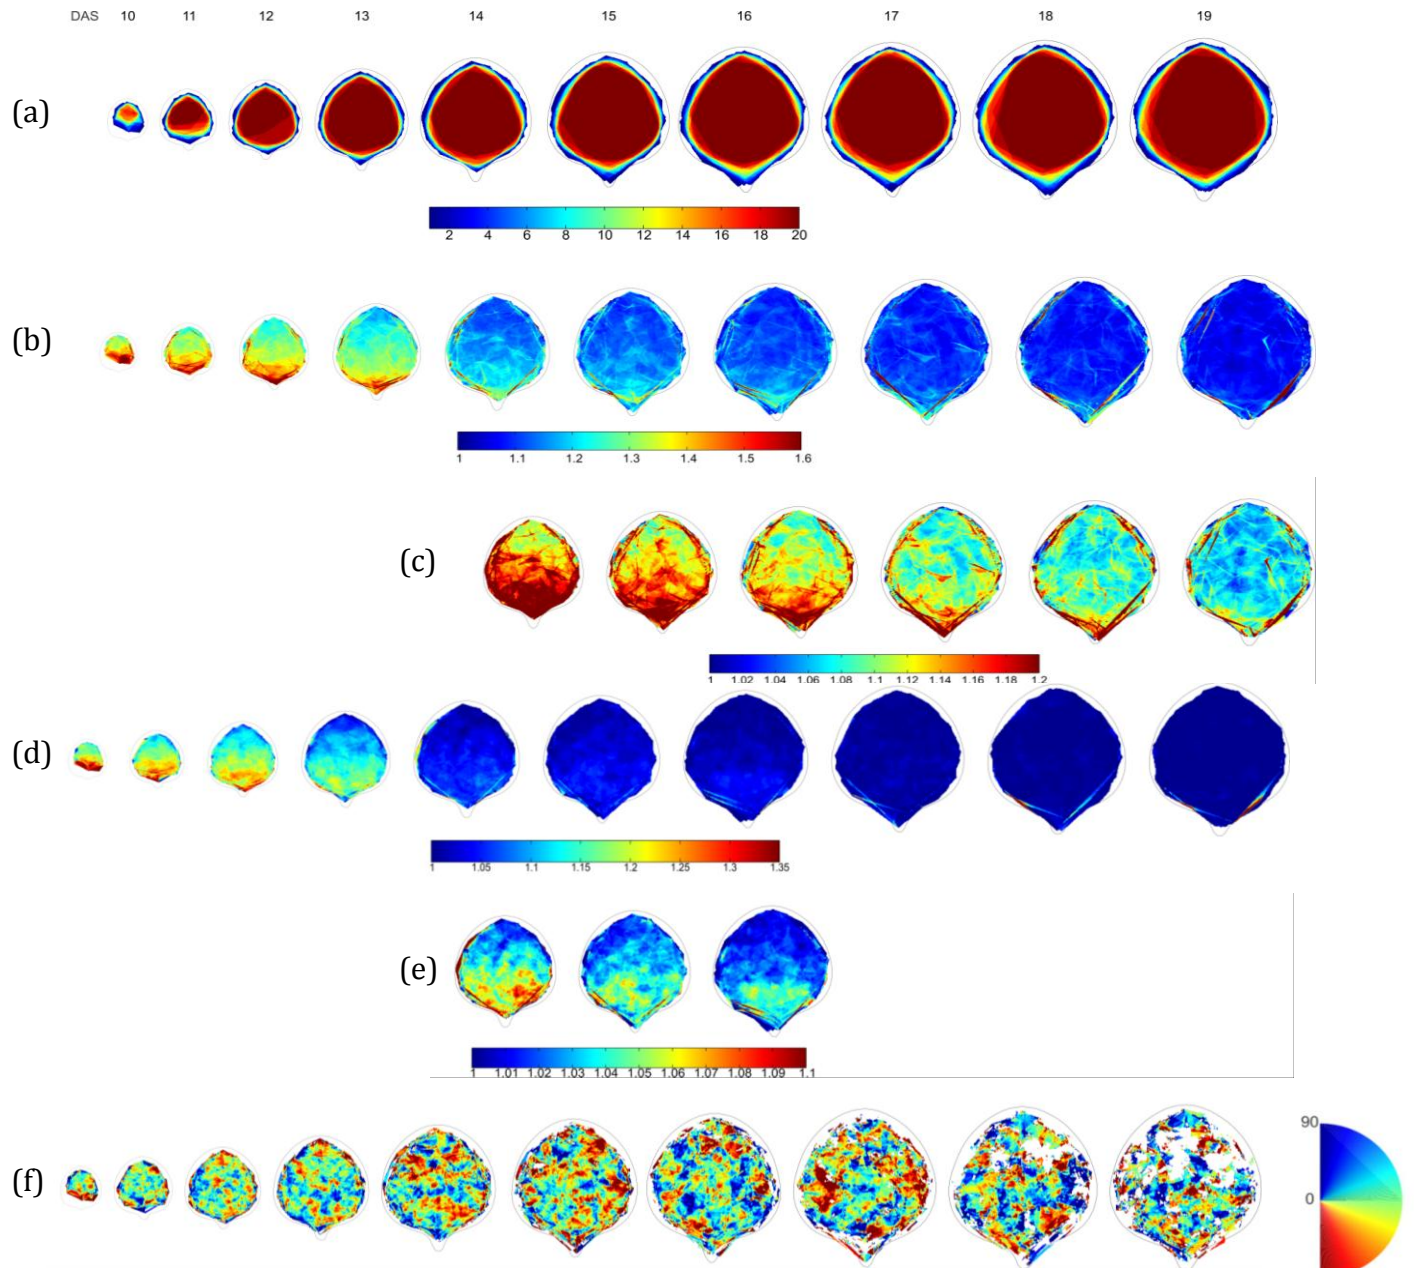 DAS 10 11 12 13 14 15 16 17 18 19
(a)
2 4 6 8 10 12 14 16 18 20
(b)
1 1.1 1.2 1.3 1.4 1.5 1.6
(c)
1 1.02 1.04 1.06 1.08 1.1 1.12 1.14 1.16 1.18 1.2
(d)
1 1.05 1.1 1.15 1.2 1.25 1.3 1.35
(e)
1 1.01 1.02 1.03 1.04 1.05 1.06 1.07 1.08 1.09 1.1
90
(f)
0